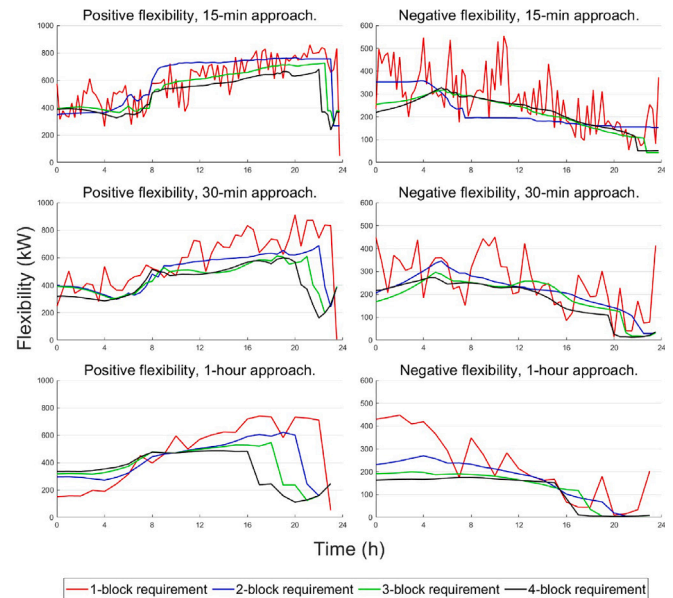 Positive flexibility, 15-min approach.
Negative flexibility, 15-min approach.
1000
800
600
400
200
0
0 4 8 12 16 20 24
600
500
400
300
200
100
0
0 4 8 12 16 20 24
Positive flexibility, 30-min approach.
Negative flexibility, 30-min approach.
1000
800
600
400
200
0
0 4 8 12 16 20 24
600
500
400
300
200
100
0
0 4 8 12 16 20 24
Flexibility (kW)
Positive flexibility, 1-hour approach.
Negative flexibility, 1-hour approach.
1000
800
600
400
200
0
0 4 8 12 16 20 24
600
500
400
300
200
100
0
0 4 8 12 16 20 24
Time (h)
1-block requirement 2-block requirement 3-block requirement 4-block requirement